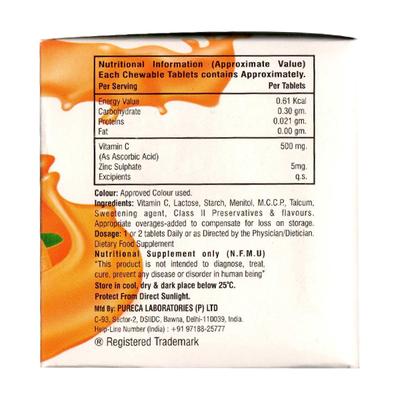 Nutritional Information (Approximate Value)
Each Chewable Tablets contains Approximately.
Per Serving Per Tablets
Energy Value 0.61 Kcal
Carbohydrate 0.30 gm.
Proteins 0.021 gm.
Fat 0.00 gm.
Vitamin C 500 mg.
(As Ascorbic Acid)
Zinc Sulphate 5mg.
Excipients q.s.
Colour: Approved Colour used.
Ingredients: Vitamin C, Lactose, Starch, Menitol, M.C.C.P., Talcum,
Sweetening agent, Class II Preservatives & flavours.
Appropriate overages-added to compensate for loss on storage.
Dosage: 1 or 2 tablets Daily or as Directed by the Physician/Dietician.
Dietary Food Supplement
Nutritional Supplement only (N.F.M.U)
"This product is not intended to diagnose, treat,
cure, prevent any disease or disorder in human being"
Store in cool, dry & dark place below 25°C.
Protect From Direct Sunlight.
Mfg By: PURECA LABORATORIES (P) LTD
C-93, Sector-2, DSIDC, Bawna, Delhi-110039, India.
Help-Line Number (India) : +91 97188-25777
® Registered Trademark